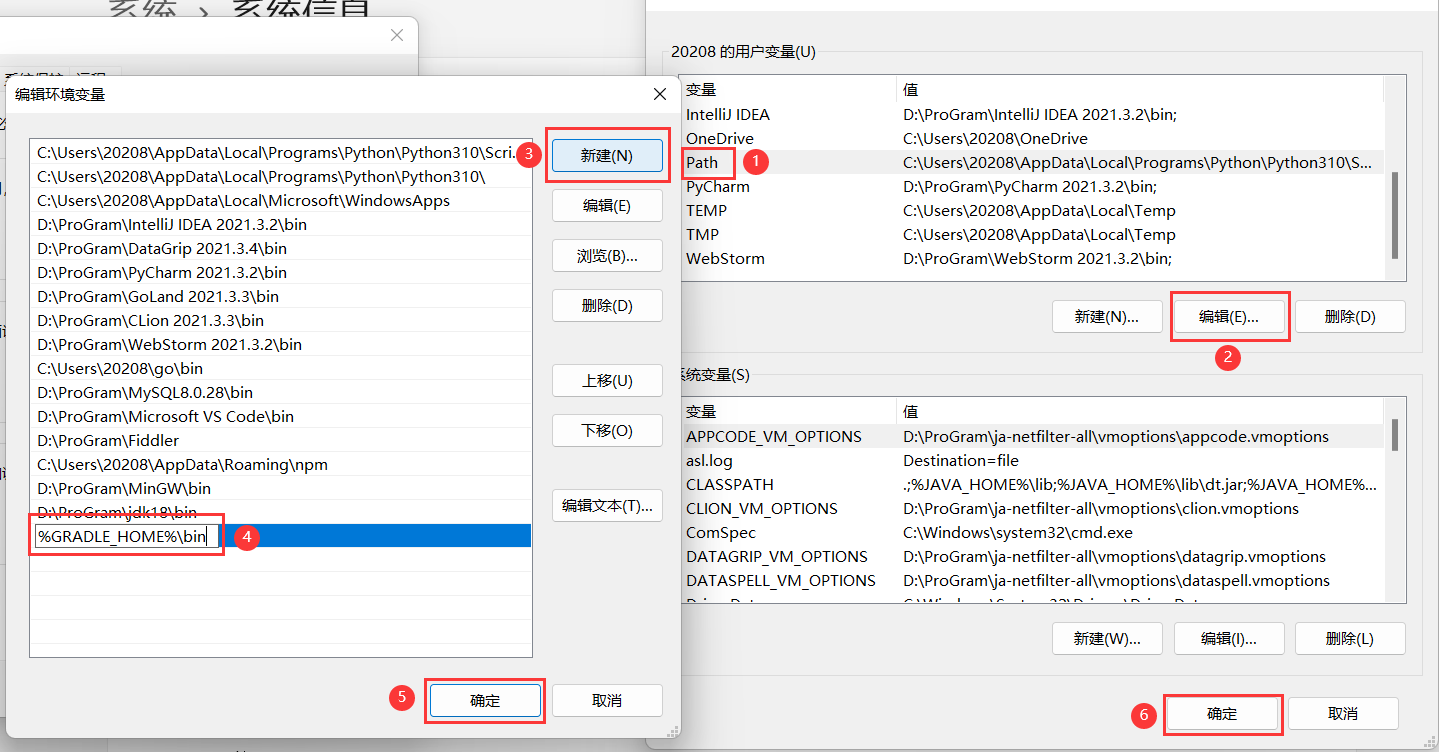 系统 › 系统信息
系统保护 远程
编辑环境变量
C:\Users\20208\AppData\Local\Programs\Python\Python310\Scri...
C:\Users\20208\AppData\Local\Programs\Python\Python310\
C:\Users\20208\AppData\Local\Microsoft\WindowsApps
D:\ProGram\IntelliJ IDEA 2021.3.2\bin
D:\ProGram\DataGrip 2021.3.4\bin
D:\ProGram\PyCharm 2021.3.2\bin
D:\ProGram\GoLand 2021.3.3\bin
D:\ProGram\CLion 2021.3.3\bin
D:\ProGram\WebStorm 2021.3.2\bin
C:\Users\20208\go\bin
D:\ProGram\MySQL8.0.28\bin
D:\ProGram\Microsoft VS Code\bin
D:\ProGram\Fiddler
C:\Users\20208\AppData\Roaming\npm
D:\ProGram\MinGW\bin
D:\ProGram\jdk18\bin
%GRADLE_HOME%\bin
4
3
新建(N)
编辑(E)
浏览(B)...
删除(D)
上移(U)
下移(O)
编辑文本(T)...
5
确定
取消
20208 的用户变量(U)
变量 值
IntelliJ IDEA D:\ProGram\IntelliJ IDEA 2021.3.2\bin;
OneDrive C:\Users\20208\OneDrive
Path 1 C:\Users\20208\AppData\Local\Programs\Python\Python310\S...
PyCharm D:\ProGram\PyCharm 2021.3.2\bin;
TEMP C:\Users\20208\AppData\Local\Temp
TMP C:\Users\20208\AppData\Local\Temp
WebStorm D:\ProGram\WebStorm 2021.3.2\bin;
新建(N)... 编辑(E)... 删除(D)
2
系统变量(S)
变量 值
APPCODE_VM_OPTIONS D:\ProGram\ja-netfilter-all\vmoptions\appcode.vmoptions
asl.log Destination=file
CLASSPATH .;%JAVA_HOME%\lib;%JAVA_HOME%\lib\dt.jar;%JAVA_HOME%...
CLION_VM_OPTIONS D:\ProGram\ja-netfilter-all\vmoptions\clion.vmoptions
ComSpec C:\Windows\system32\cmd.exe
DATAGRIP_VM_OPTIONS D:\ProGram\ja-netfilter-all\vmoptions\datagrip.vmoptions
DATASPELL_VM_OPTIONS D:\ProGram\ja-netfilter-all\vmoptions\dataspell.vmoptions
新建(W)... 编辑(I)... 删除(L)
6
确定 取消